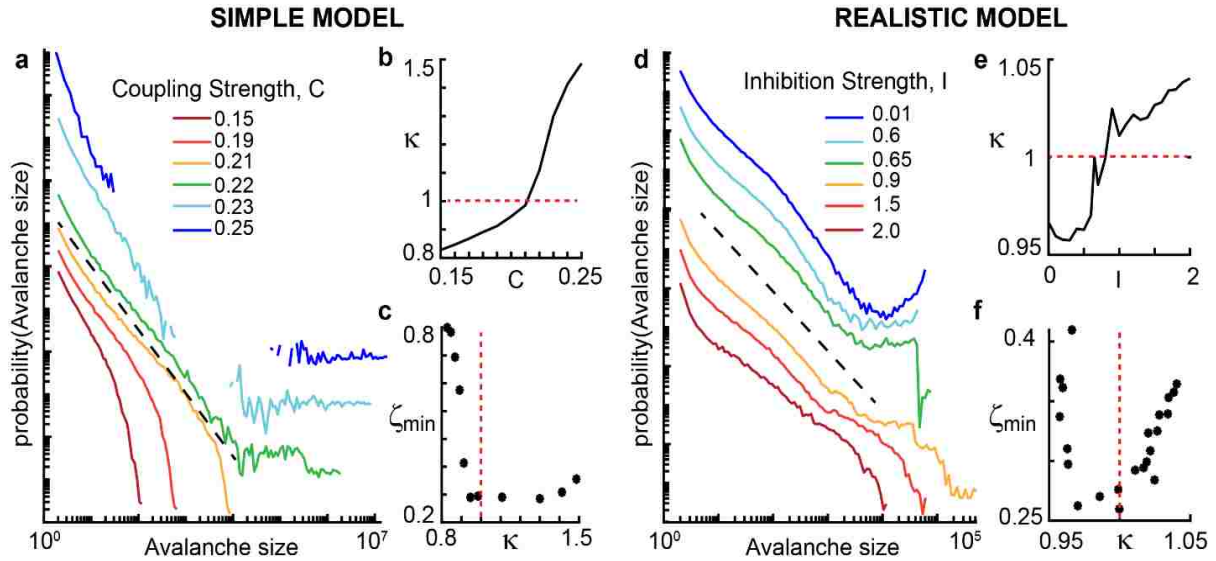 SIMPLE MODEL
REALISTIC MODEL
a
Coupling Strength, C
0.15
0.19
0.21
0.22
0.23
0.25
probability(Avalanche size)
10^0
Avalanche size
10^7
b
1.5
κ
1
0.8
0.15
C
0.25
c
0.8
ζmin
0.2
0.8
κ
1.5
d
Inhibition Strength, I
0.01
0.6
0.65
0.9
1.5
2.0
probability(Avalanche size)
10^0
Avalanche size
10^5
e
1.05
κ
1
0.95
0
I
2
f
0.4
ζmin
0.25
0.95
κ
1.05